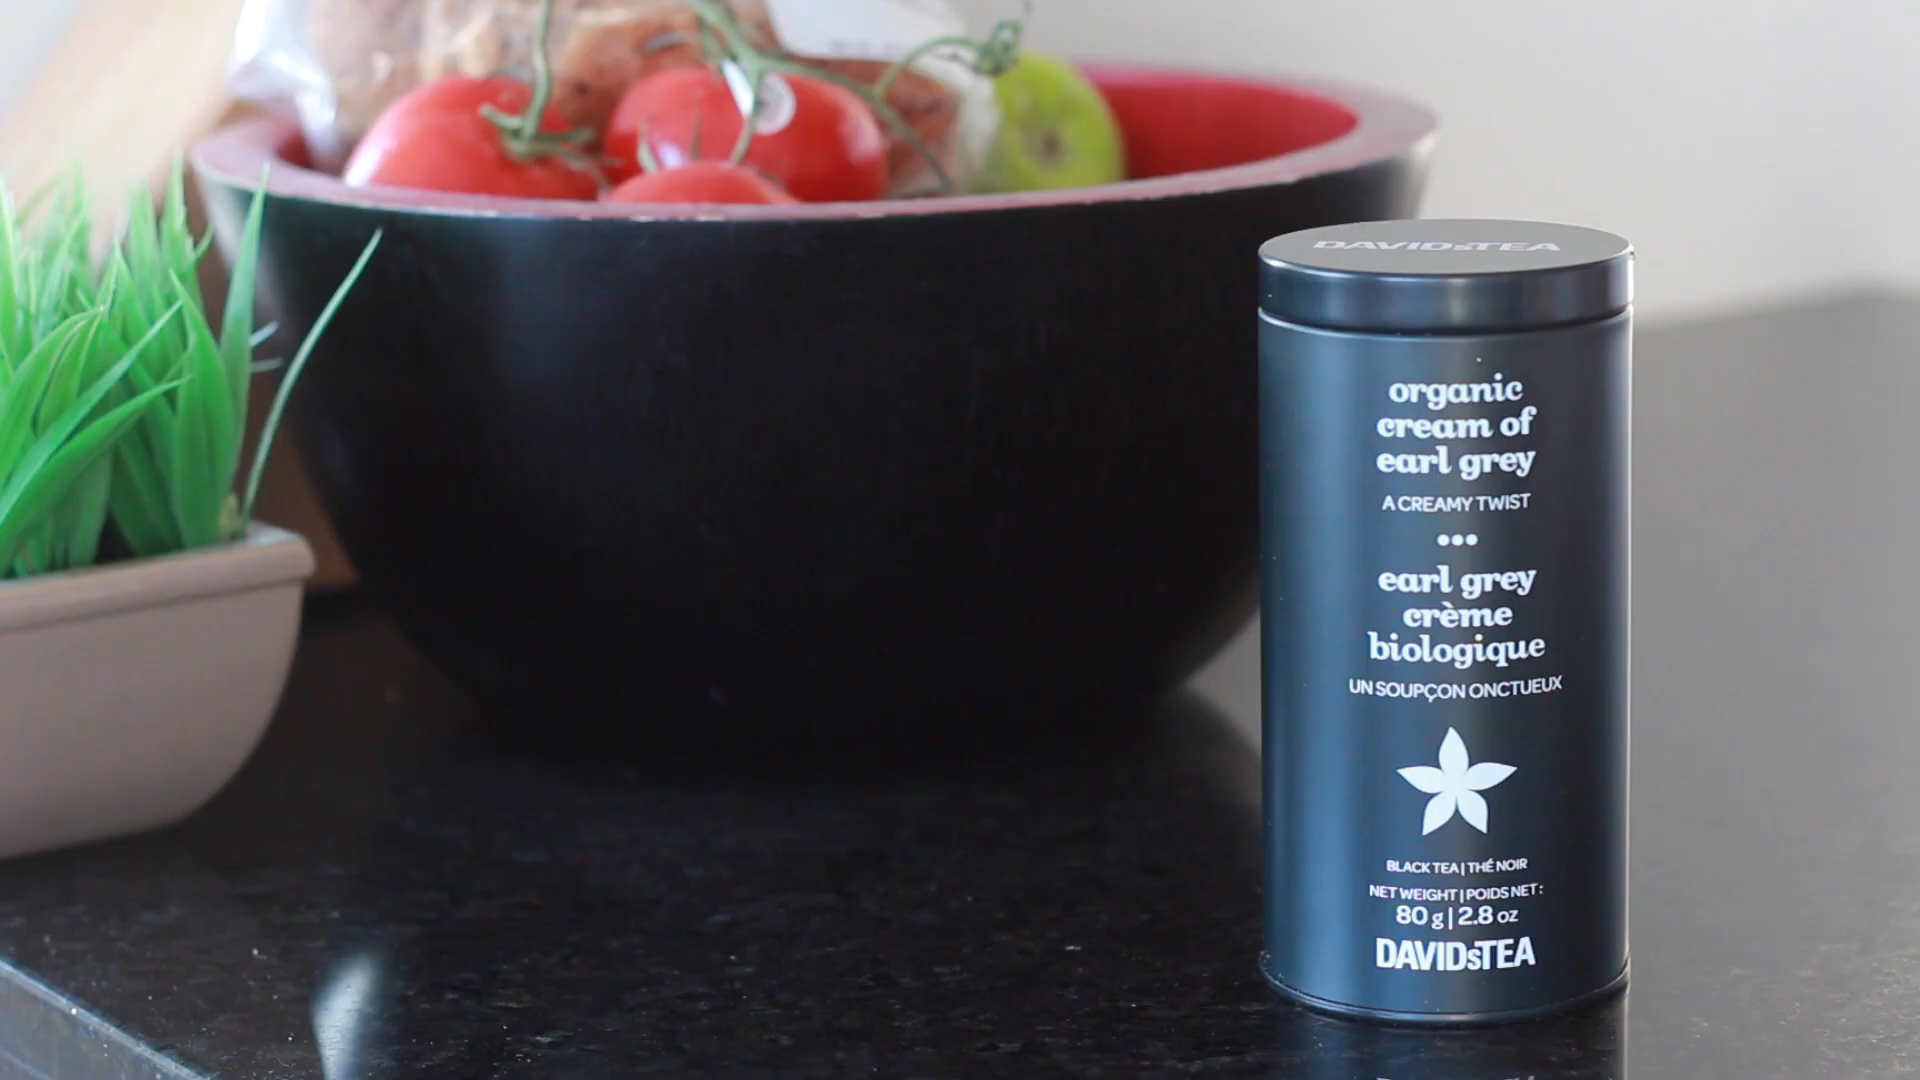 DAVIDsTEA
organic
cream of
earl grey
A CREAMY TWIST
earl grey
crème
biologique
UN SOUPÇON ONCTUEUX
BLACK TEA | THÉ NOIR
NET WEIGHT | POIDS NET :
80 g | 2.8 oz
DAVIDsTEA